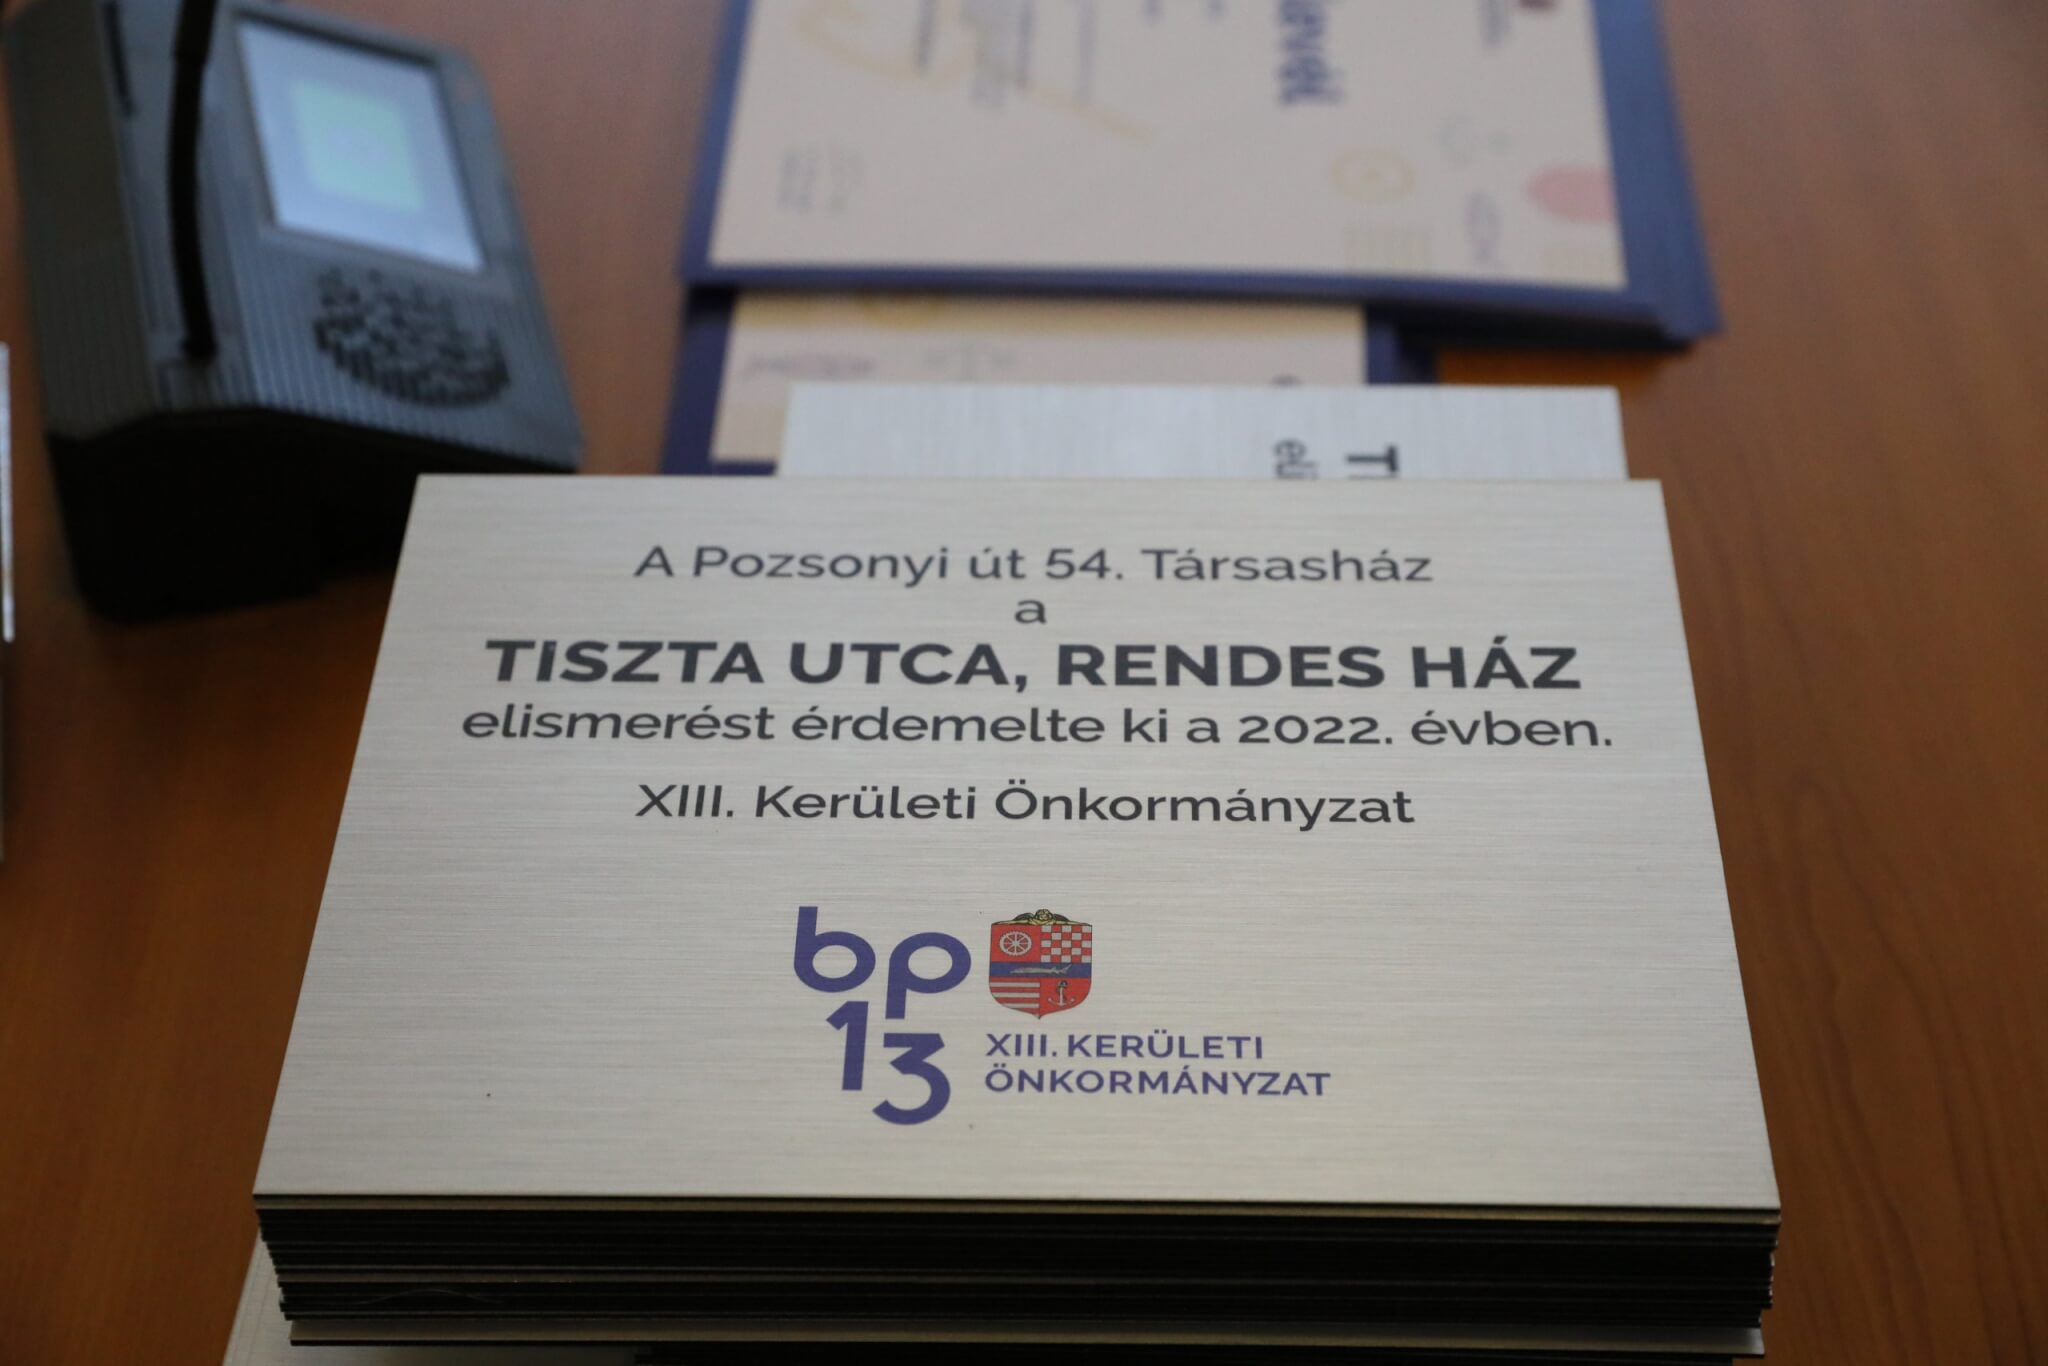 A Pozsonyi út 54. Társasház
a
TISZTA UTCA, RENDES HÁZ
elismerést érdemelte ki a 2022. évben.
XIII. Kerületi Önkormányzat
bp
13
XIII. KERÜLETI
ÖNKORMÁNYZAT